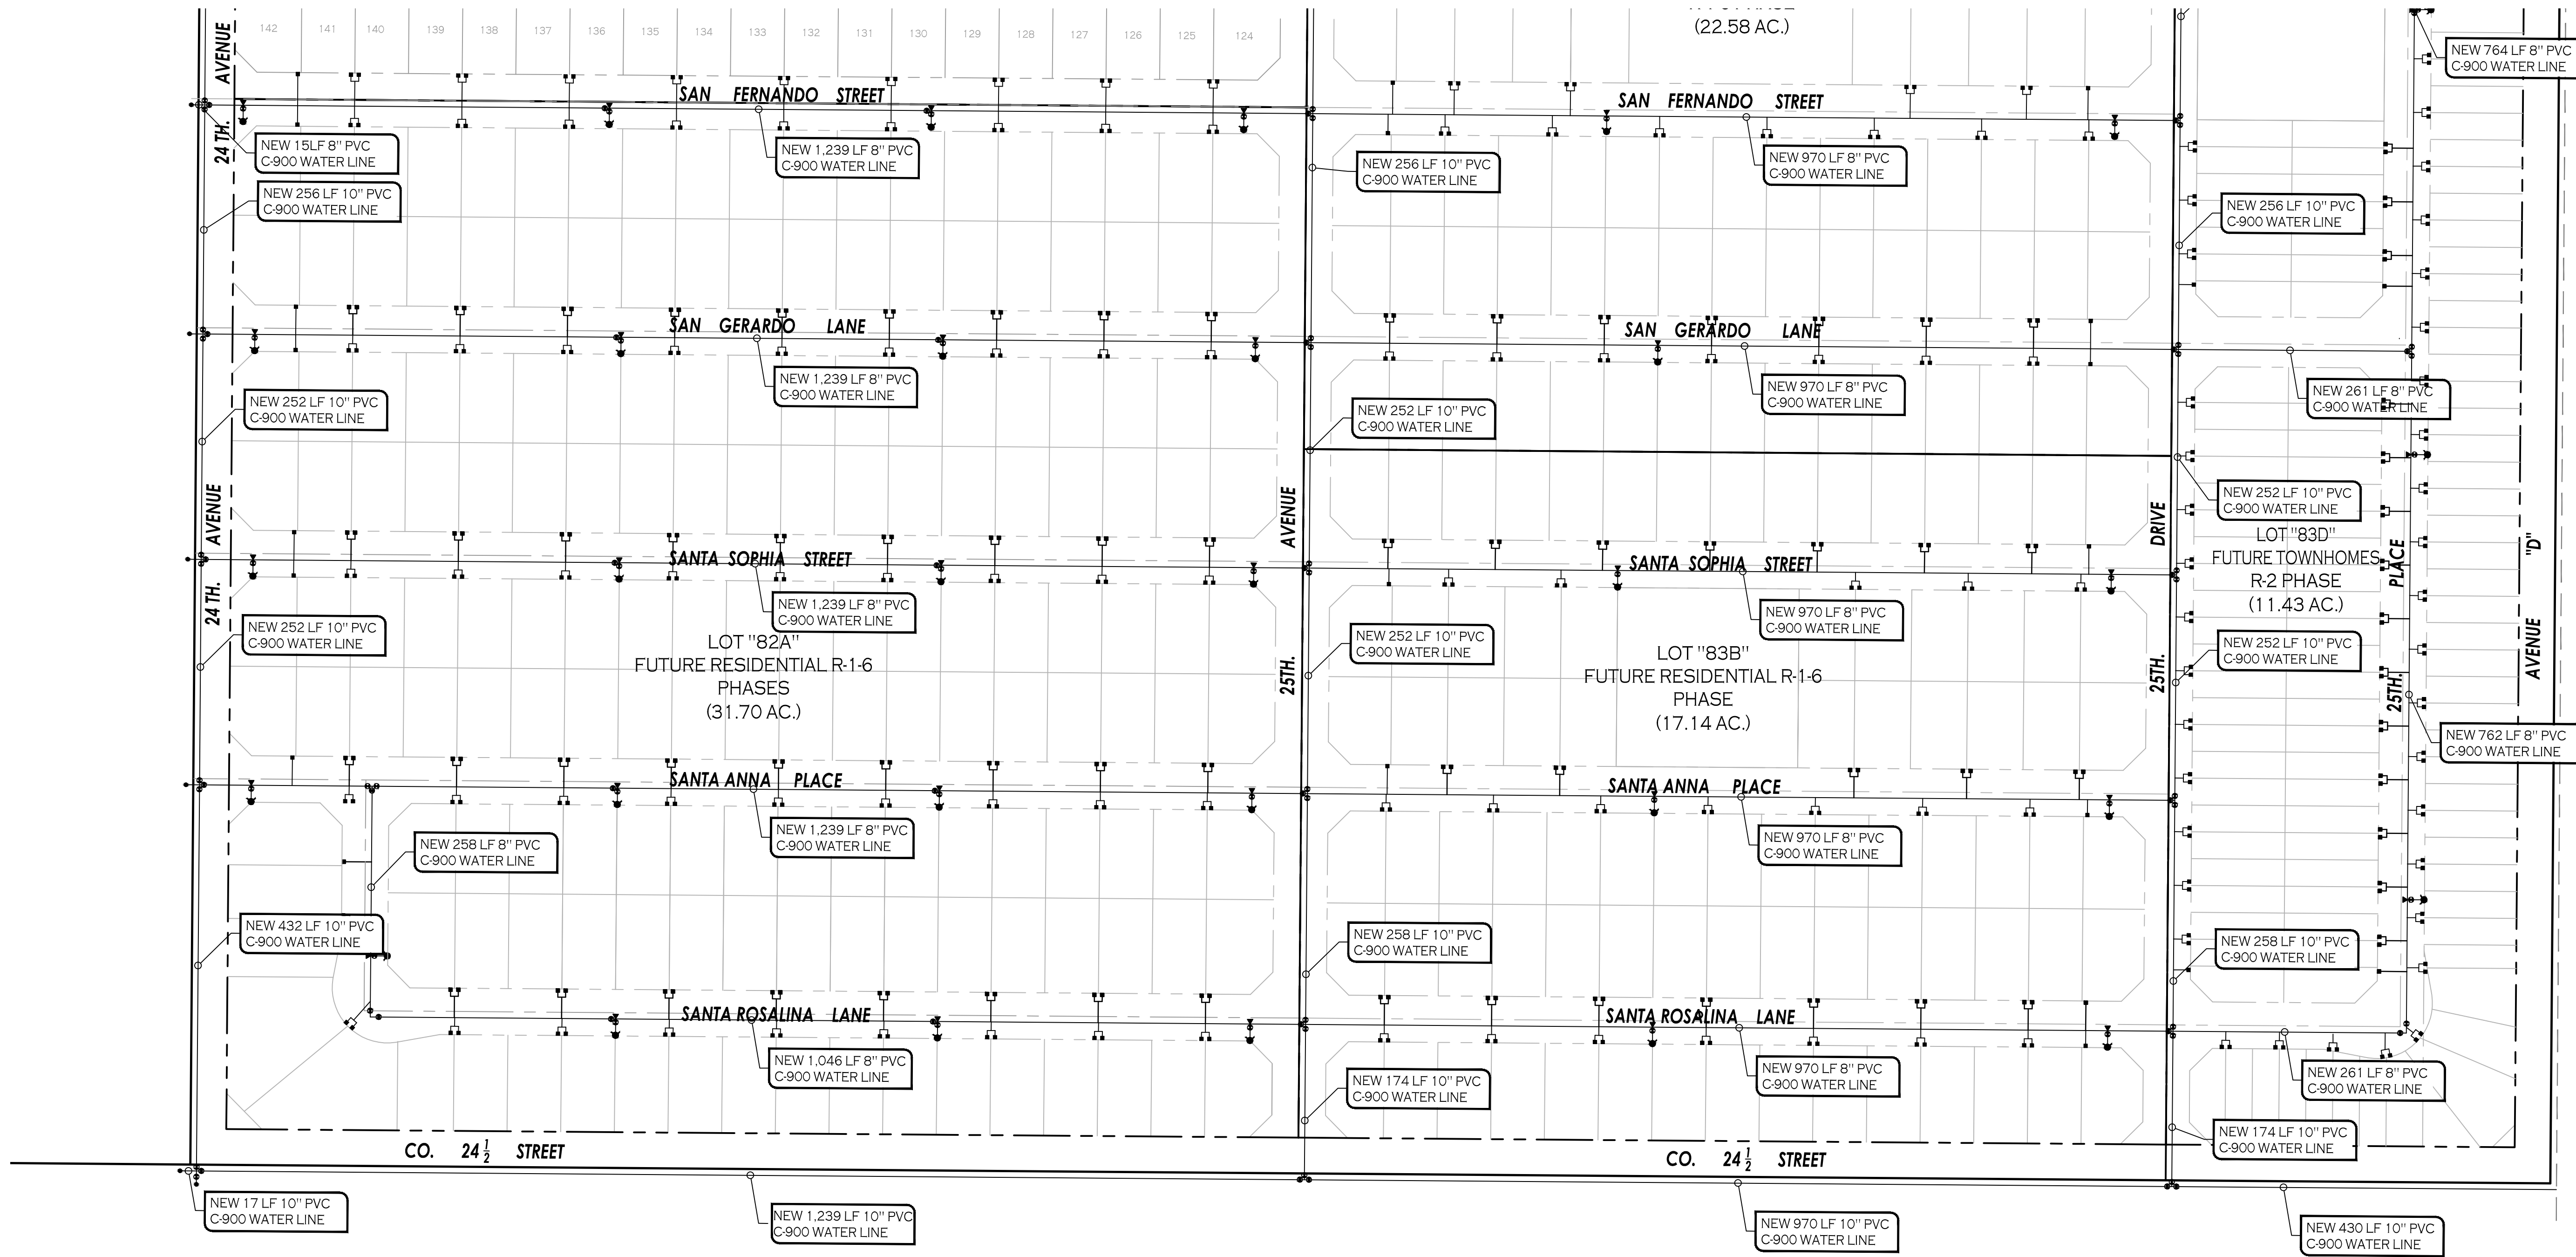 142 141 140 139 138 137 136 135 134 133 132 131 130 129 128 127 126 125 124
(22.58 AC.)
NEW 764 LF 8" PVC
C-900 WATER LINE
24 TH. AVENUE
SAN FERNANDO STREET
SAN FERNANDO STREET
NEW 15LF 8" PVC
C-900 WATER LINE
NEW 1,239 LF 8" PVC
C-900 WATER LINE
NEW 256 LF 10" PVC
C-900 WATER LINE
NEW 970 LF 8" PVC
C-900 WATER LINE
NEW 256 LF 10" PVC
C-900 WATER LINE
NEW 256 LF 10" PVC
C-900 WATER LINE
SAN GERARDO LANE
SAN GERARDO LANE
NEW 1,239 LF 8" PVC
C-900 WATER LINE
NEW 970 LF 8" PVC
C-900 WATER LINE
NEW 261 LF 8" PVC
C-900 WATER LINE
NEW 252 LF 10" PVC
C-900 WATER LINE
NEW 252 LF 10" PVC
C-900 WATER LINE
NEW 252 LF 10" PVC
C-900 WATER LINE
24 TH. AVENUE
25TH. AVENUE
25TH. DRIVE
25TH. PLACE
AVENUE "D"
SANTA SOPHIA STREET
SANTA SOPHIA STREET
LOT "83D"
FUTURE TOWNHOMES
R-2 PHASE
(11.43 AC.)
NEW 1,239 LF 8" PVC
C-900 WATER LINE
NEW 970 LF 8" PVC
C-900 WATER LINE
NEW 252 LF 10" PVC
C-900 WATER LINE
NEW 252 LF 10" PVC
C-900 WATER LINE
NEW 252 LF 10" PVC
C-900 WATER LINE
LOT "82A"
FUTURE RESIDENTIAL R-1-6
PHASES
(31.70 AC.)
LOT "83B"
FUTURE RESIDENTIAL R-1-6
PHASE
(17.14 AC.)
NEW 762 LF 8" PVC
C-900 WATER LINE
SANTA ANNA PLACE
SANTA ANNA PLACE
NEW 1,239 LF 8" PVC
C-900 WATER LINE
NEW 970 LF 8" PVC
C-900 WATER LINE
NEW 258 LF 8" PVC
C-900 WATER LINE
NEW 432 LF 10" PVC
C-900 WATER LINE
NEW 258 LF 10" PVC
C-900 WATER LINE
NEW 258 LF 10" PVC
C-900 WATER LINE
SANTA ROSALINA LANE
SANTA ROSALINA LANE
NEW 1,046 LF 8" PVC
C-900 WATER LINE
NEW 174 LF 10" PVC
C-900 WATER LINE
NEW 970 LF 8" PVC
C-900 WATER LINE
NEW 261 LF 8" PVC
C-900 WATER LINE
NEW 174 LF 10" PVC
C-900 WATER LINE
CO. 24 1/2 STREET
CO. 24 1/2 STREET
NEW 17 LF 10" PVC
C-900 WATER LINE
NEW 1,239 LF 10" PVC
C-900 WATER LINE
NEW 970 LF 10" PVC
C-900 WATER LINE
NEW 430 LF 10" PVC
C-900 WATER LINE